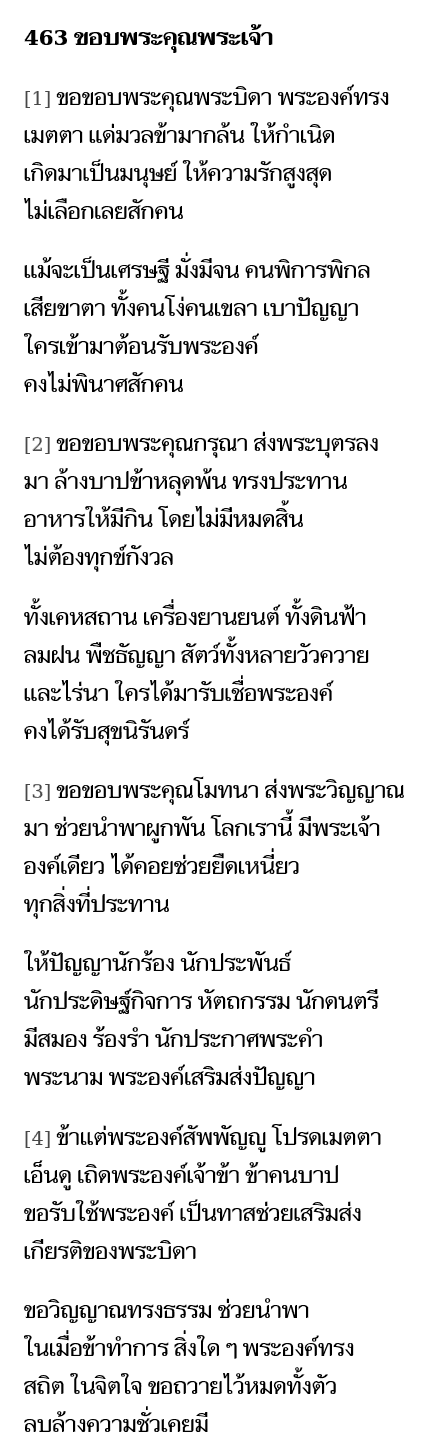 463 ขอบพระคุณพระเจ้า
[1] ขอขอบพระคุณพระบิดา พระองค์ทรง
เมตตา แด่มวลข้ามากล้น ให้กำเนิด
เกิดมาเป็นมนุษย์ ให้ความรักสูงสุด
ไม่เลือกเลยสักคน
แม้จะเป็นเศรษฐี มั่งมีจน คนพิการพิกล
เสียขาตา ทั้งคนโง่คนเขลา เบาปัญญา
ใครเข้ามาต้อนรับพระองค์
คงไม่พินาศสักคน
[2] ขอขอบพระคุณกรุณา ส่งพระบุตรลง
มา ล้างบาปข้าหลุดพ้น ทรงประทาน
อาหารให้มีกิน โดยไม่มีหมดสิ้น
ไม่ต้องทุกข์กังวล
ทั้งเคหสถาน เครื่องยานยนต์ ทั้งดินฟ้า
ลมฝน พืชธัญญา สัตว์ทั้งหลายวัวควาย
และไร่นา ใครได้มารับเชื่อพระองค์
คงได้รับสุขนิรันดร์
[3] ขอขอบพระคุณโมทนา ส่งพระวิญญาณ
มา ช่วยนำพาผูกพัน โลกเรานี้ มีพระเจ้า
องค์เดียว ได้คอยช่วยยืดเหนี่ยว
ทุกสิ่งที่ประทาน
ให้ปัญญานักร้อง นักประพันธ์
นักประดิษฐ์กิจการ หัตถกรรม นักดนตรี
มีสมอง ร้องรำ นักประกาศพระคำ
พระนาม พระองค์เสริมส่งปัญญา
[4] ข้าแต่พระองค์สัพพัญญู โปรดเมตตา
เอ็นดู เถิดพระองค์เจ้าข้า ข้าคนบาป
ขอรับใช้พระองค์ เป็นทาสช่วยเสริมส่ง
เกียรติของพระบิดา
ขอวิญญาณทรงธรรม ช่วยนำพา
ในเมื่อข้าทำการ สิ่งใด ๆ พระองค์ทรง
สถิต ในจิตใจ ขอถวายไว้หมดทั้งตัว
ลบล้างความชั่วเคยมี